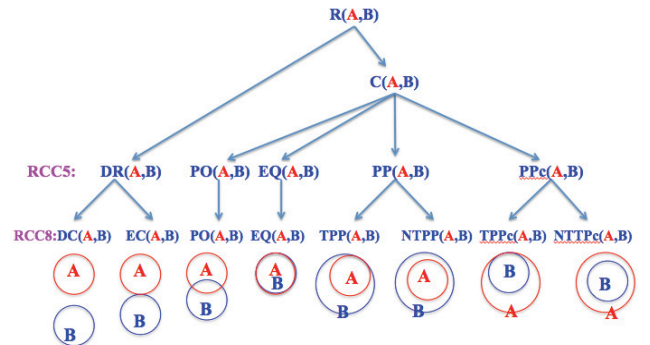 R(A,B)
C(A,B)
RCC5: DR(A,B) PO(A,B) EQ(A,B) PP(A,B) PPc(A,B)
RCC8:DC(A,B) EC(A,B) PO(A,B) EQ(A,B) TPP(A,B) NTPP(A,B) TPPc(A,B) NTTPc(A,B)
A A A A A A B B
B B B B B B A A